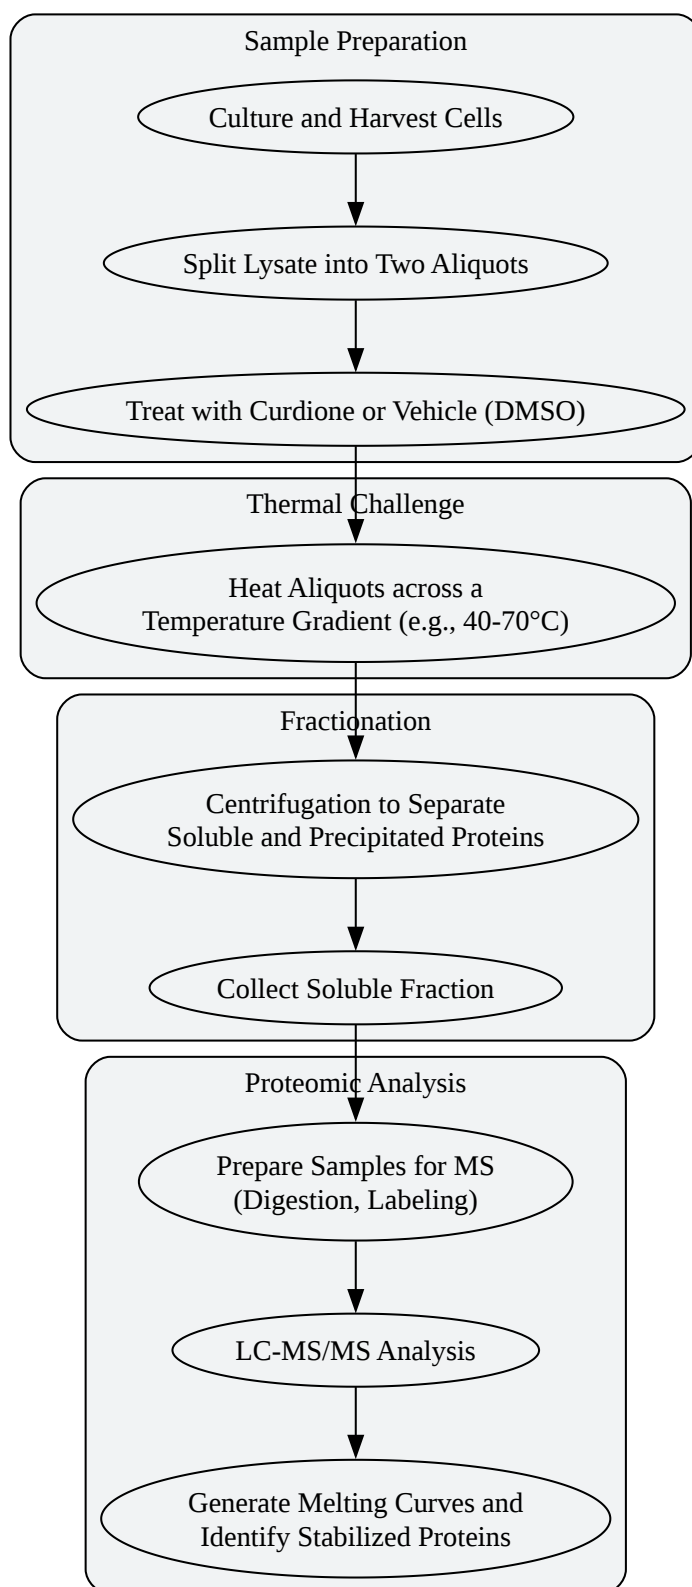 Sample Preparation
Culture and Harvest Cells
Split Lysate into Two Aliquots
Treat with Curdione or Vehicle (DMSO)
Thermal Challenge
Heat Aliquots across a
Temperature Gradient (e.g., 40-70°C)
Fractionation
Centrifugation to Separate
Soluble and Precipitated Proteins
Collect Soluble Fraction
Proteomic Analysis
Prepare Samples for MS
(Digestion, Labeling)
LC-MS/MS Analysis
Generate Melting Curves and
Identify Stabilized Proteins